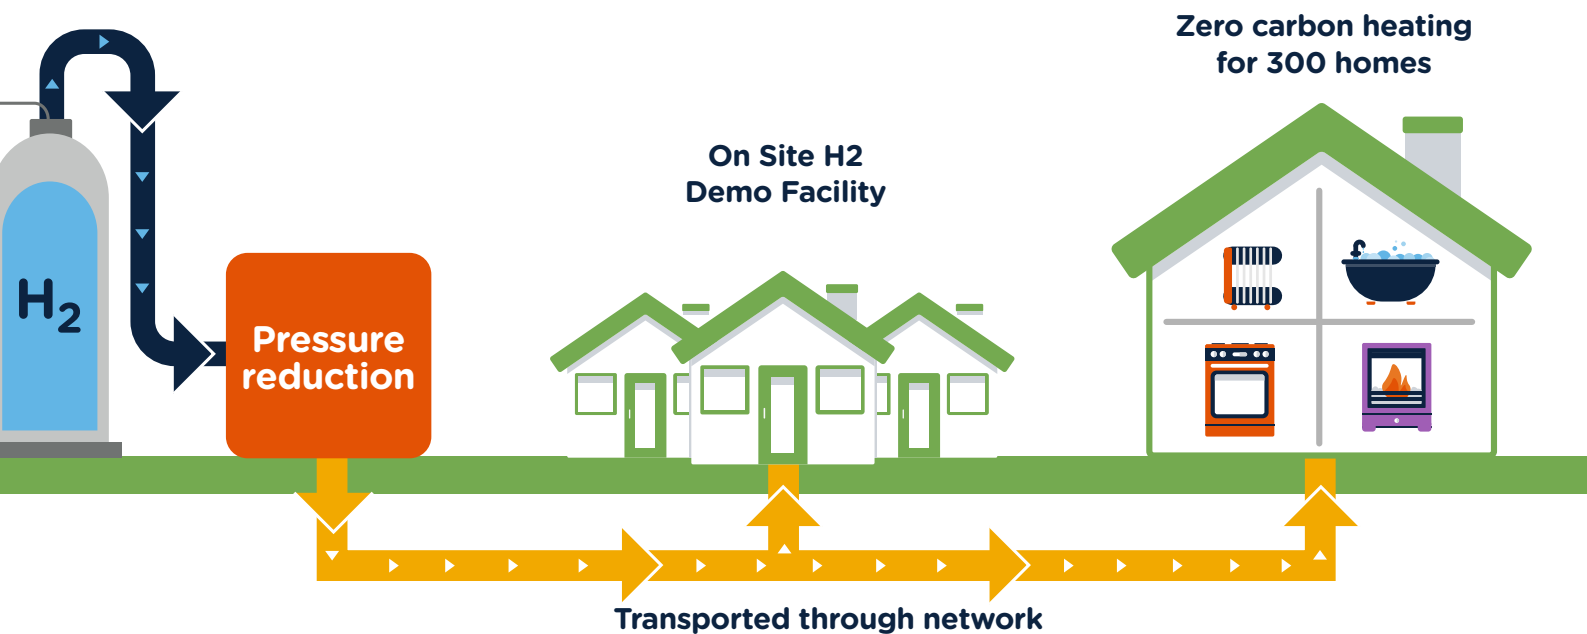 Zero carbon heating
for 300 homes
On Site H2
Demo Facility
H2
Pressure
reduction
Transported through network